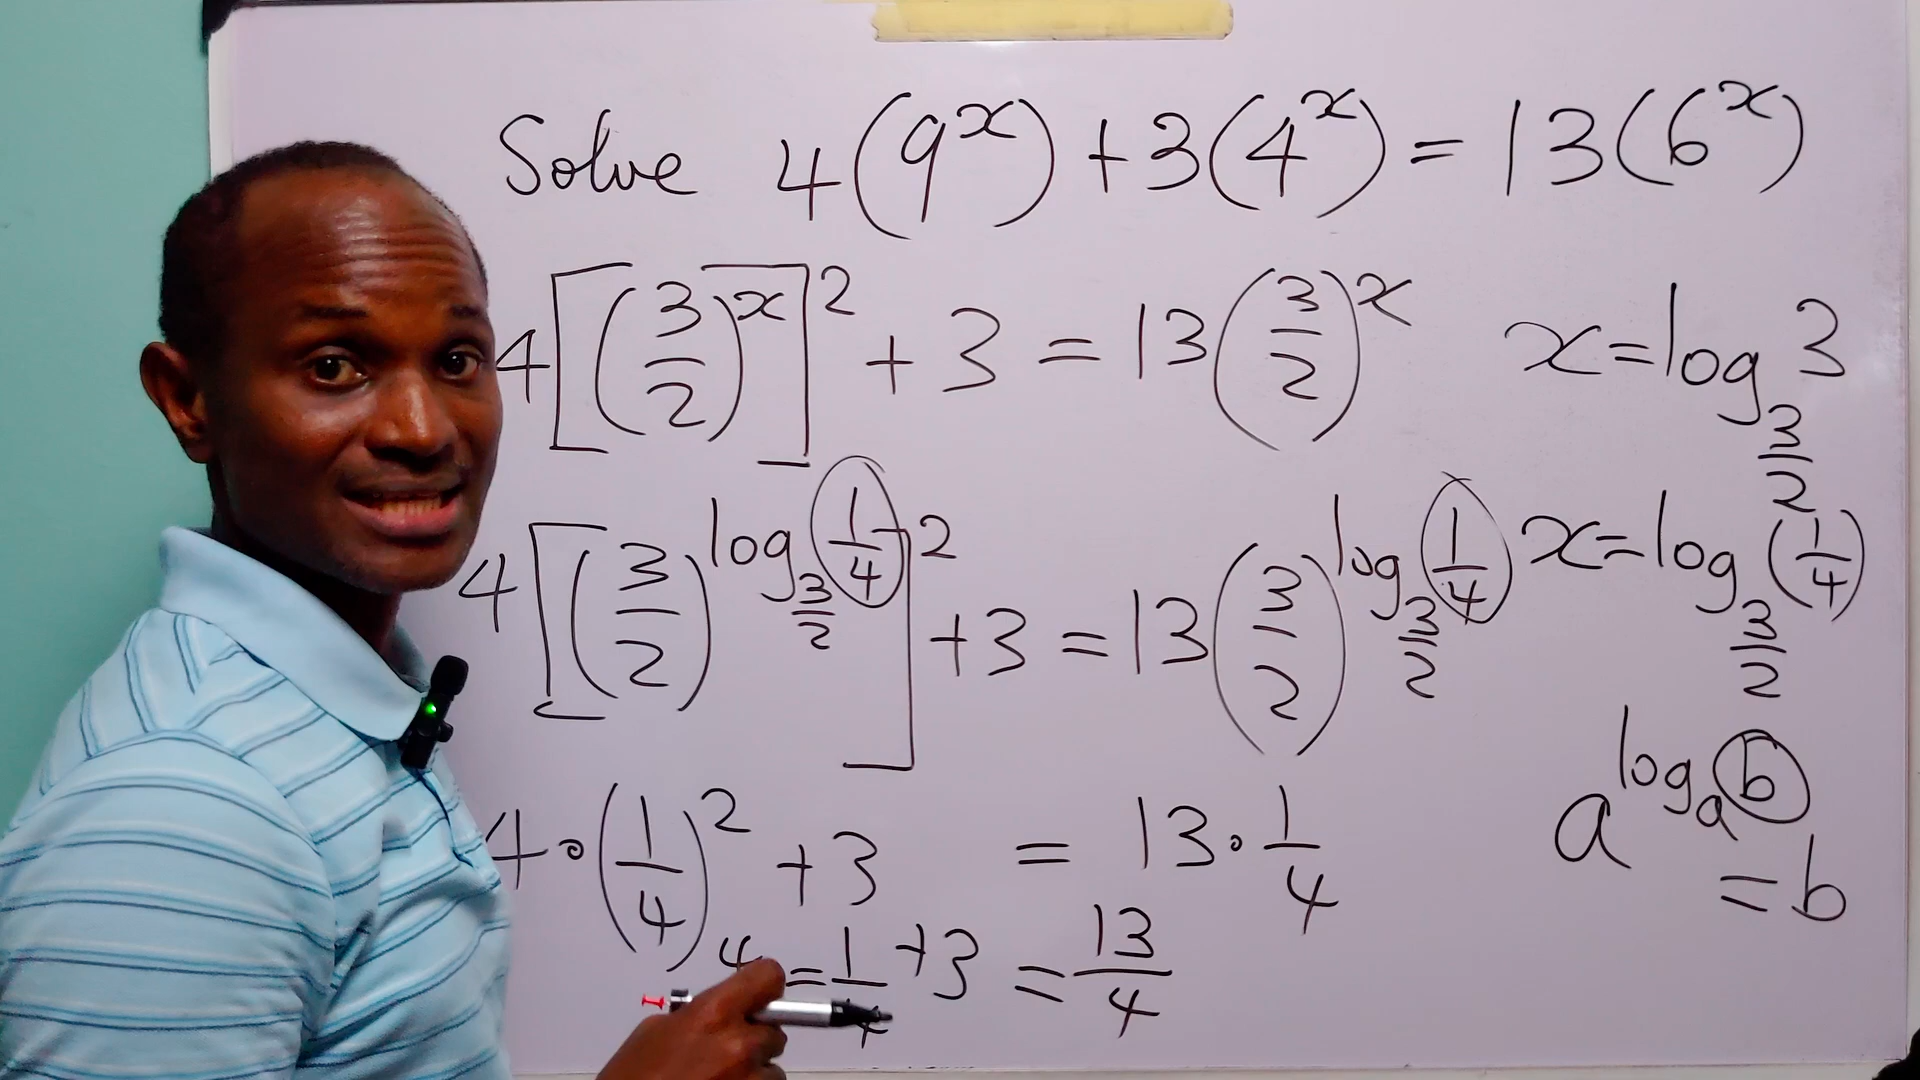 Solve 4(9^x) + 3(4^x) = 13(6^x)
4[(3/2)^x]^2 + 3 = 13(3/2)^x
x = log_{3/2} 3
4[(3/2)^{log_{3/2} 1/4}]^2 + 3 = 13(3/2)^{log_{3/2} 1/4}
x = log_{3/2} (1/4)
a^{log_a b} = b
4 · (1/4)^2 + 3 = 13 · 1/4
= 1/4 + 3 = 13/4